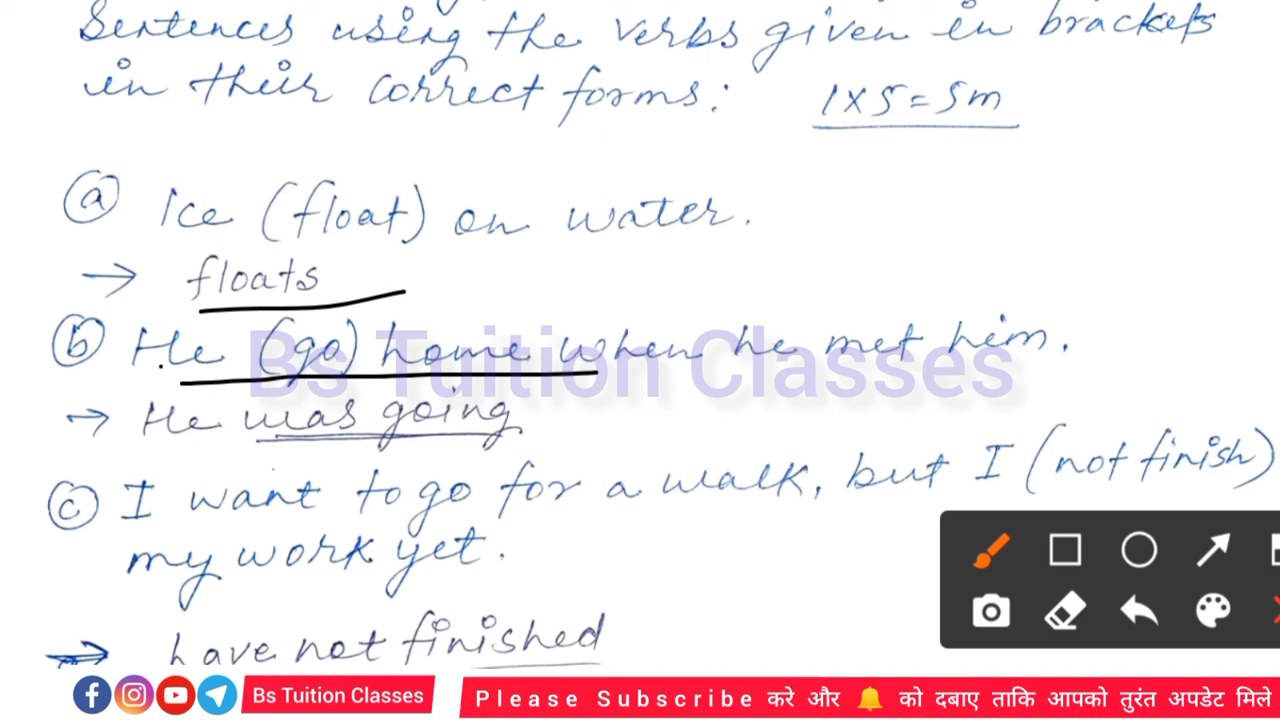 Sentences using the verbs given in brackets
in their correct forms: 1x5=5m
(a) Ice (float) on water.
→ floats
(b) He (go) home when he met him.
Bs Tuition Classes
→ He was going
(c) I want to go for a walk, but I (not finish)
my work yet.
→ have not finished
Bs Tuition Classes
Please Subscribe करे और 🔔 को दबाए ताकि आपको तुरंत अपडेट मिले